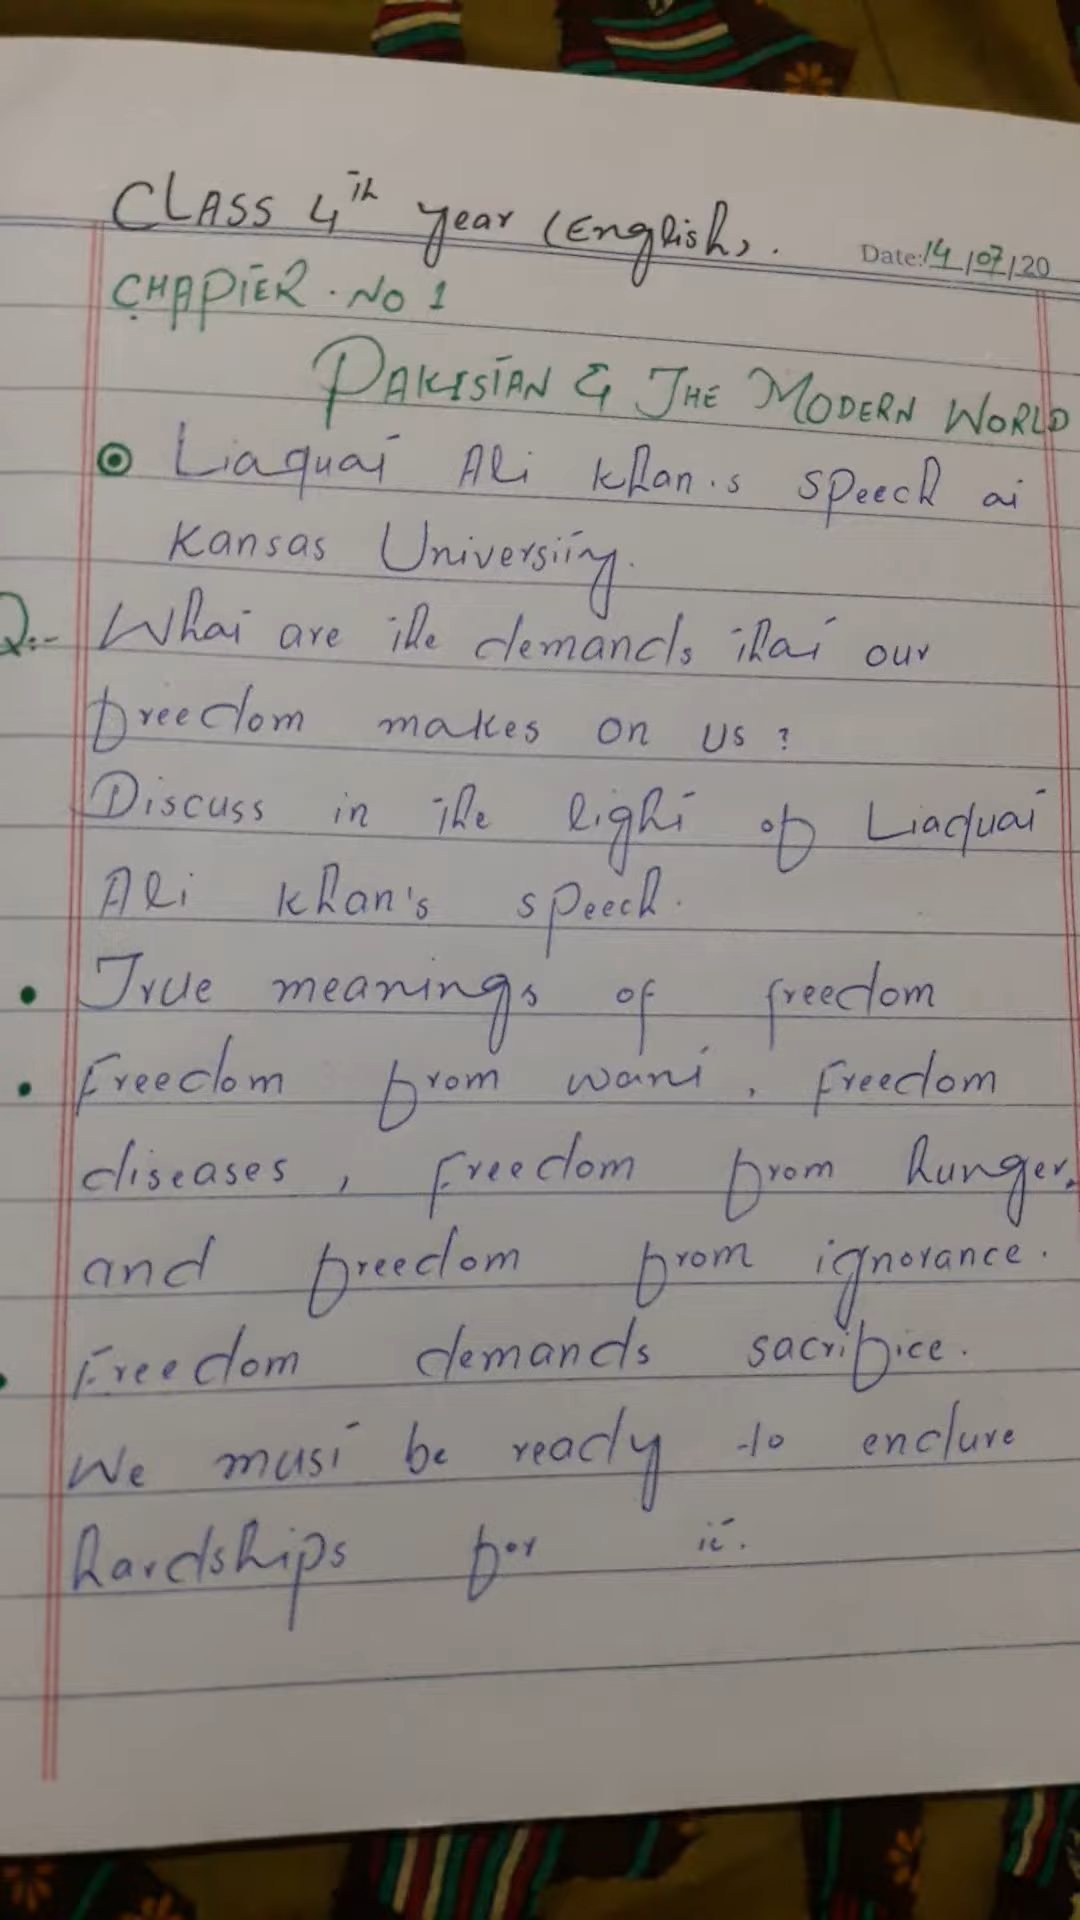 CLASS 4th year (English).
Date: 14/07/20
CHAPTER . No 1
PAKISTAN & THE MODERN WORLD
Liaquat Ali Khan's speech at
Kansas University.
Q:- What are the demands that our
freedom makes on us ?
Discuss in the light of Liaquat
Ali Khan's speech.
• True meanings of freedom
• Freedom from want, Freedom
diseases, Freedom from hunger,
and freedom from ignorance.
• Freedom demands sacrifice.
We must be ready to endure
hardships for it.